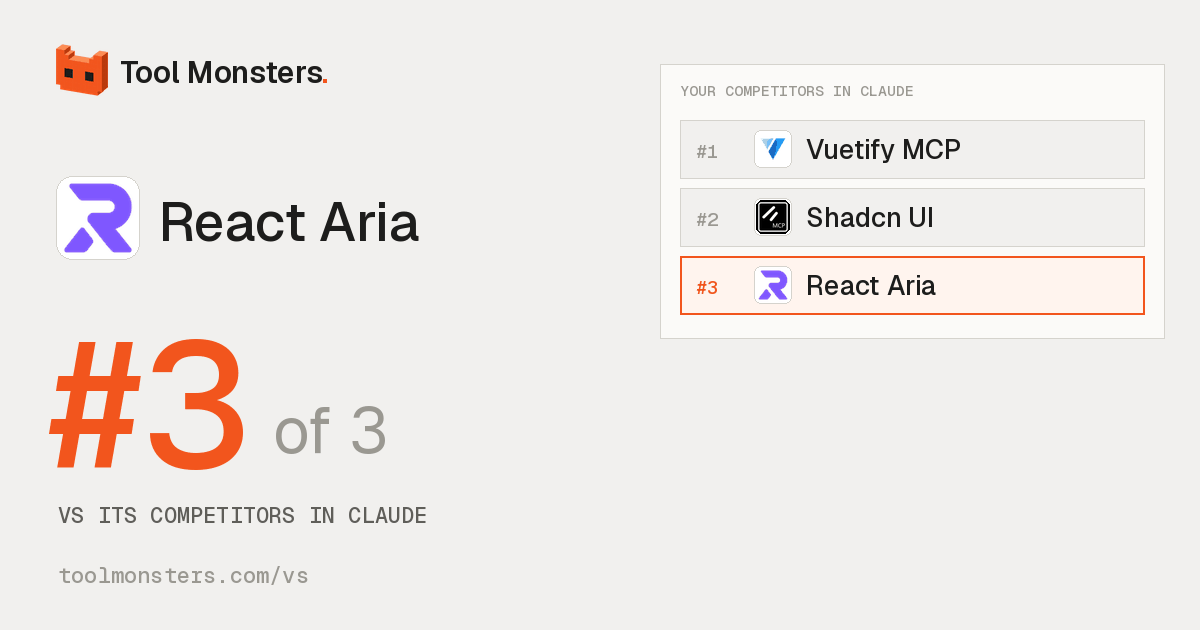 Tool Monsters.
React Aria
#3 of 3
VS ITS COMPETITORS IN CLAUDE
toolmonsters.com/vs
YOUR COMPETITORS IN CLAUDE
#1 Vuetify MCP
#2 MCP Shadcn UI
#3 React Aria